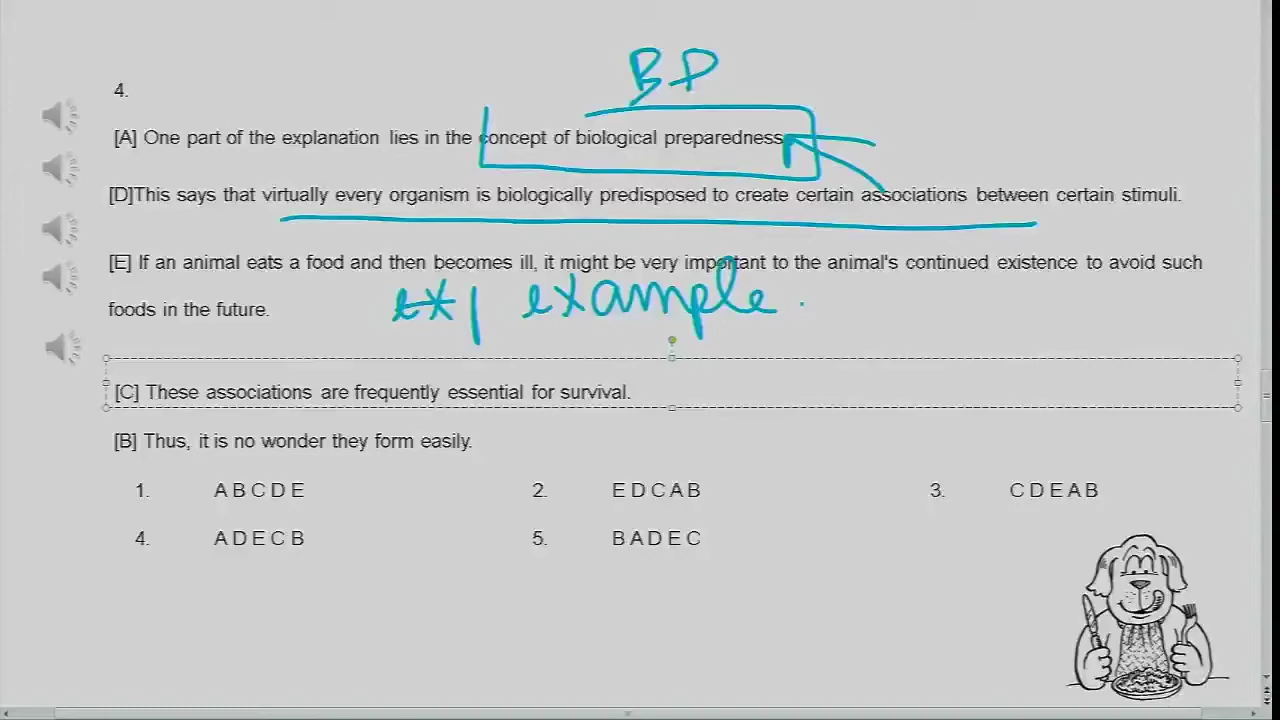 BP
4.
[A] One part of the explanation lies in the concept of biological preparedness
[D]This says that virtually every organism is biologically predisposed to create certain associations between certain stimuli.
[E] If an animal eats a food and then becomes ill, it might be very important to the animal's continued existence to avoid such
foods in the future.
ex example.
[C] These associations are frequently essential for survival.
[B] Thus, it is no wonder they form easily.
1. A B C D E 2. E D C A B 3. C D E A B
4. A D E C B 5. B A D E C